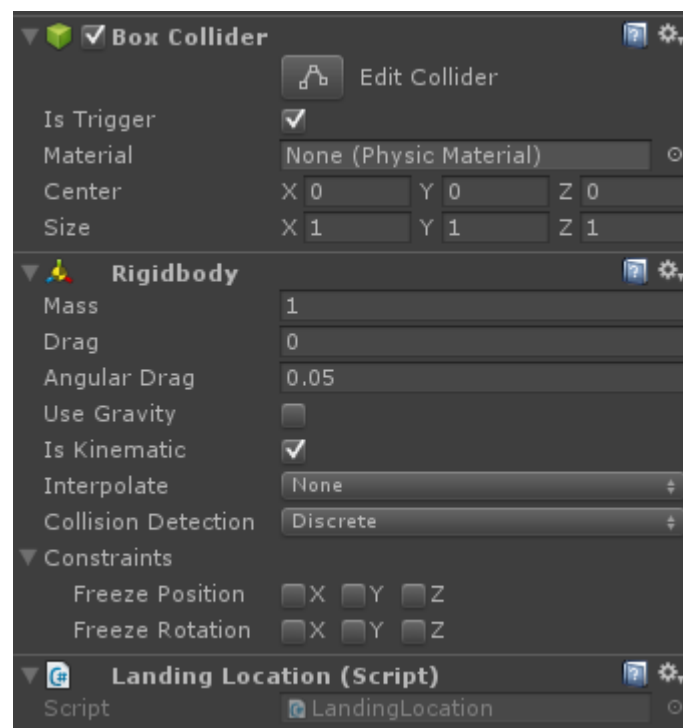 Box Collider
Edit Collider
Is Trigger
Material None (Physic Material)
Center X 0 Y 0 Z 0
Size X 1 Y 1 Z 1
Rigidbody
Mass 1
Drag 0
Angular Drag 0.05
Use Gravity
Is Kinematic
Interpolate None
Collision Detection Discrete
Constraints
Freeze Position X Y Z
Freeze Rotation X Y Z
C# Landing Location (Script)
Script LandingLocation